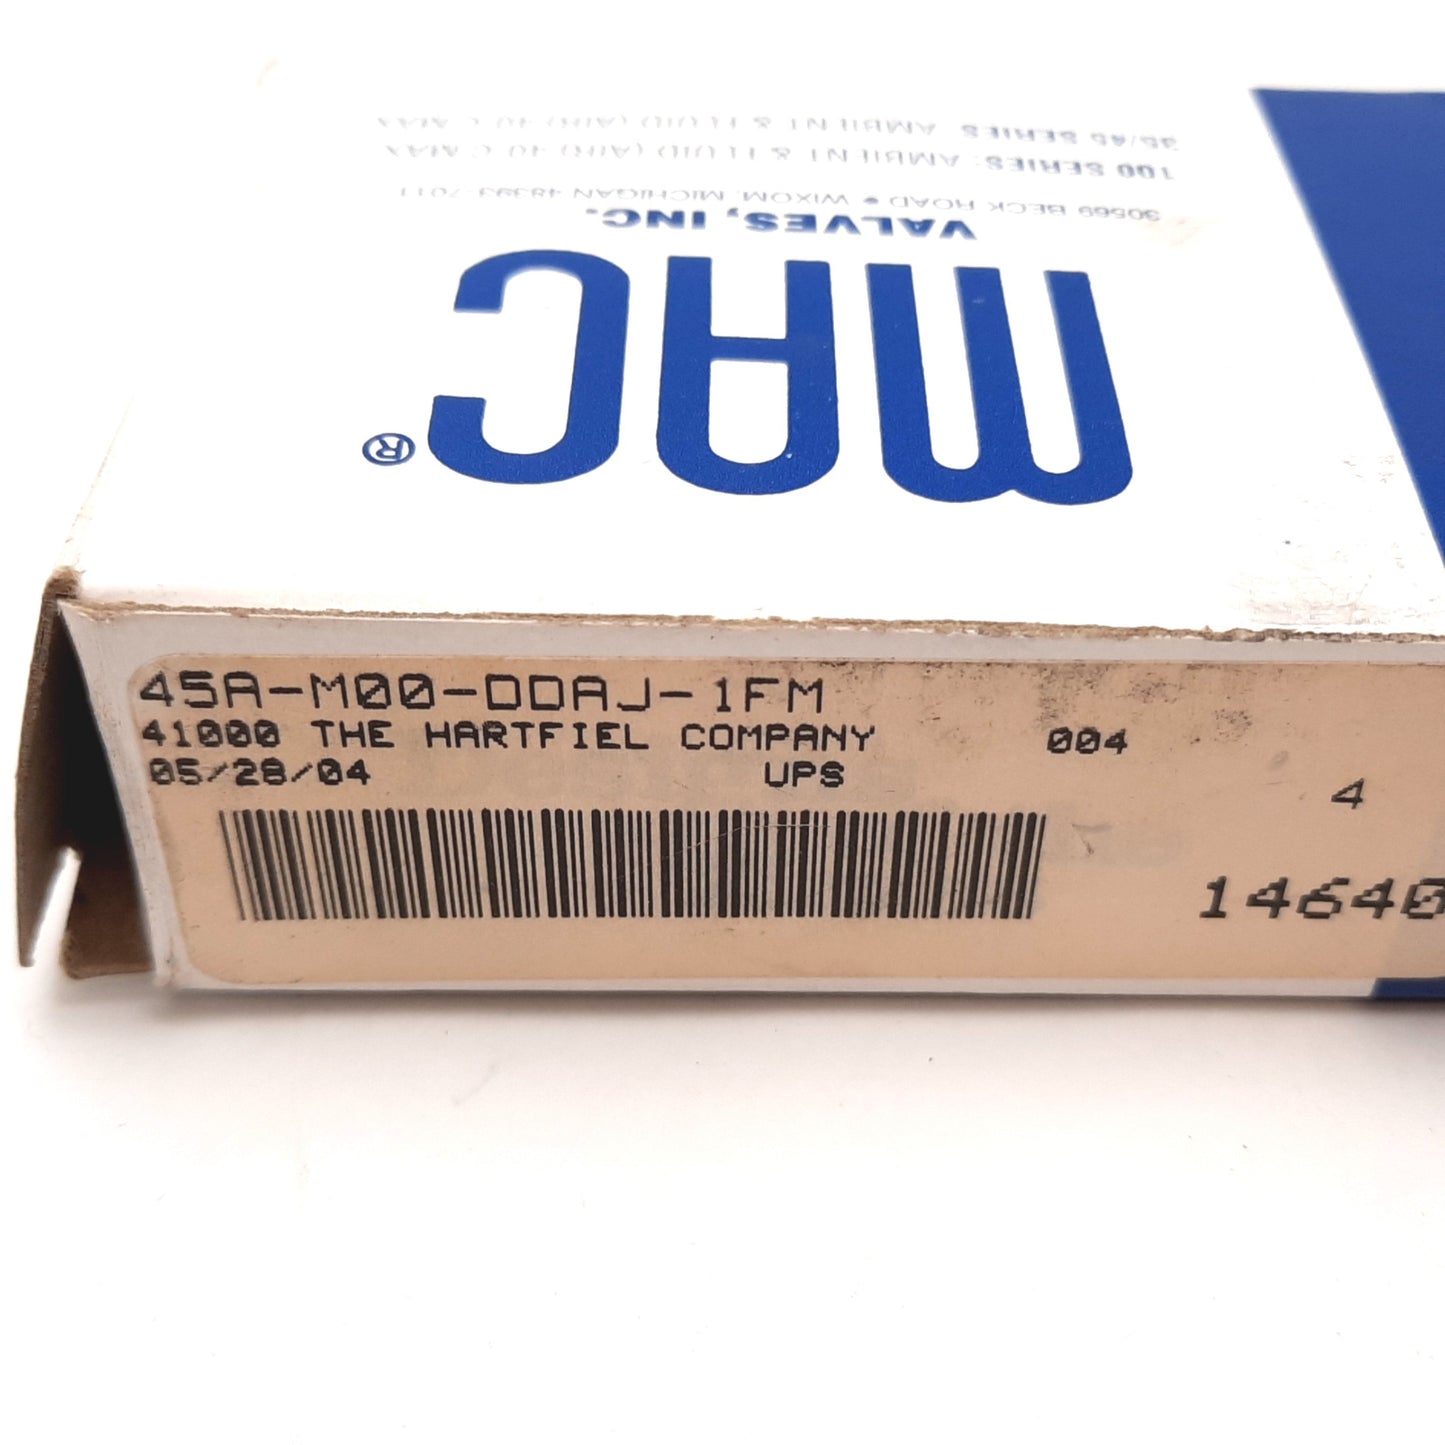 MAC®
VALVES, INC.
30569 BECK ROAD • WIXOM, MICHIGAN 48393-7011
100 SERIES: AMBIENT & FLUID (AIR) 40°C MAX
35/45 SERIES: AMBIENT & FLUID (AIR) 40°C MAX
45A-M00-DDAJ-1FM
41000 THE HARTFIEL COMPANY 004
05/28/04 UPS
4
14640